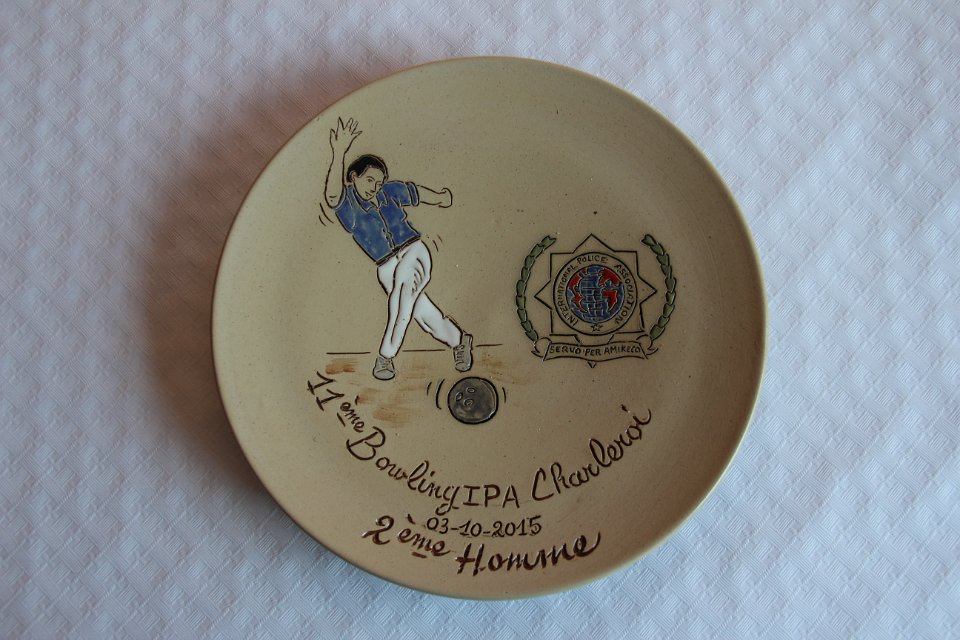 INTERNATIONAL POLICE ASSOCIATION
SERVO PER AMIKECO
11ème Bowling IPA Charleroi
03-10-2015
2ème Homme